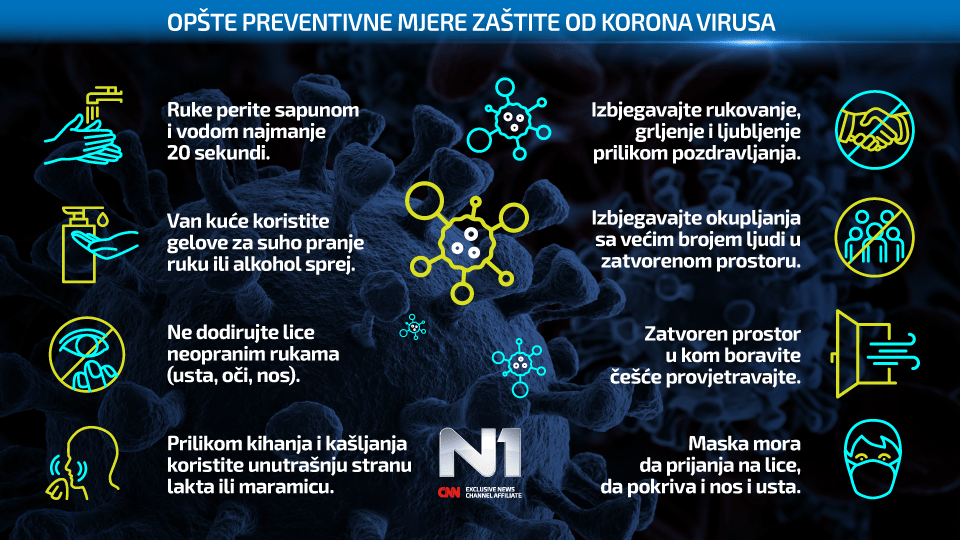 OPŠTE PREVENTIVNE MJERE ZAŠTITE OD KORONA VIRUSA
Ruke perite sapunom
i vodom najmanje
20 sekundi.
Van kuće koristite
gelove za suho pranje
ruku ili alkohol sprej.
Ne dodirujte lice
neopranim rukama
(usta, oči, nos).
Prilikom kihanja i kašljanja
koristite unutrašnju stranu
lakta ili maramicu.
Izbjegavajte rukovanje,
grljenje i ljubljenje
prilikom pozdravljanja.
Izbjegavajte okupljanja
sa većim brojem ljudi u
zatvorenom prostoru.
Zatvoren prostor
u kom boravite
češće provjetravajte.
Maska mora
da prijanja na lice,
da pokriva i nos i usta.
N1
CNN EXCLUSIVE NEWS
CHANNEL AFFILIATE